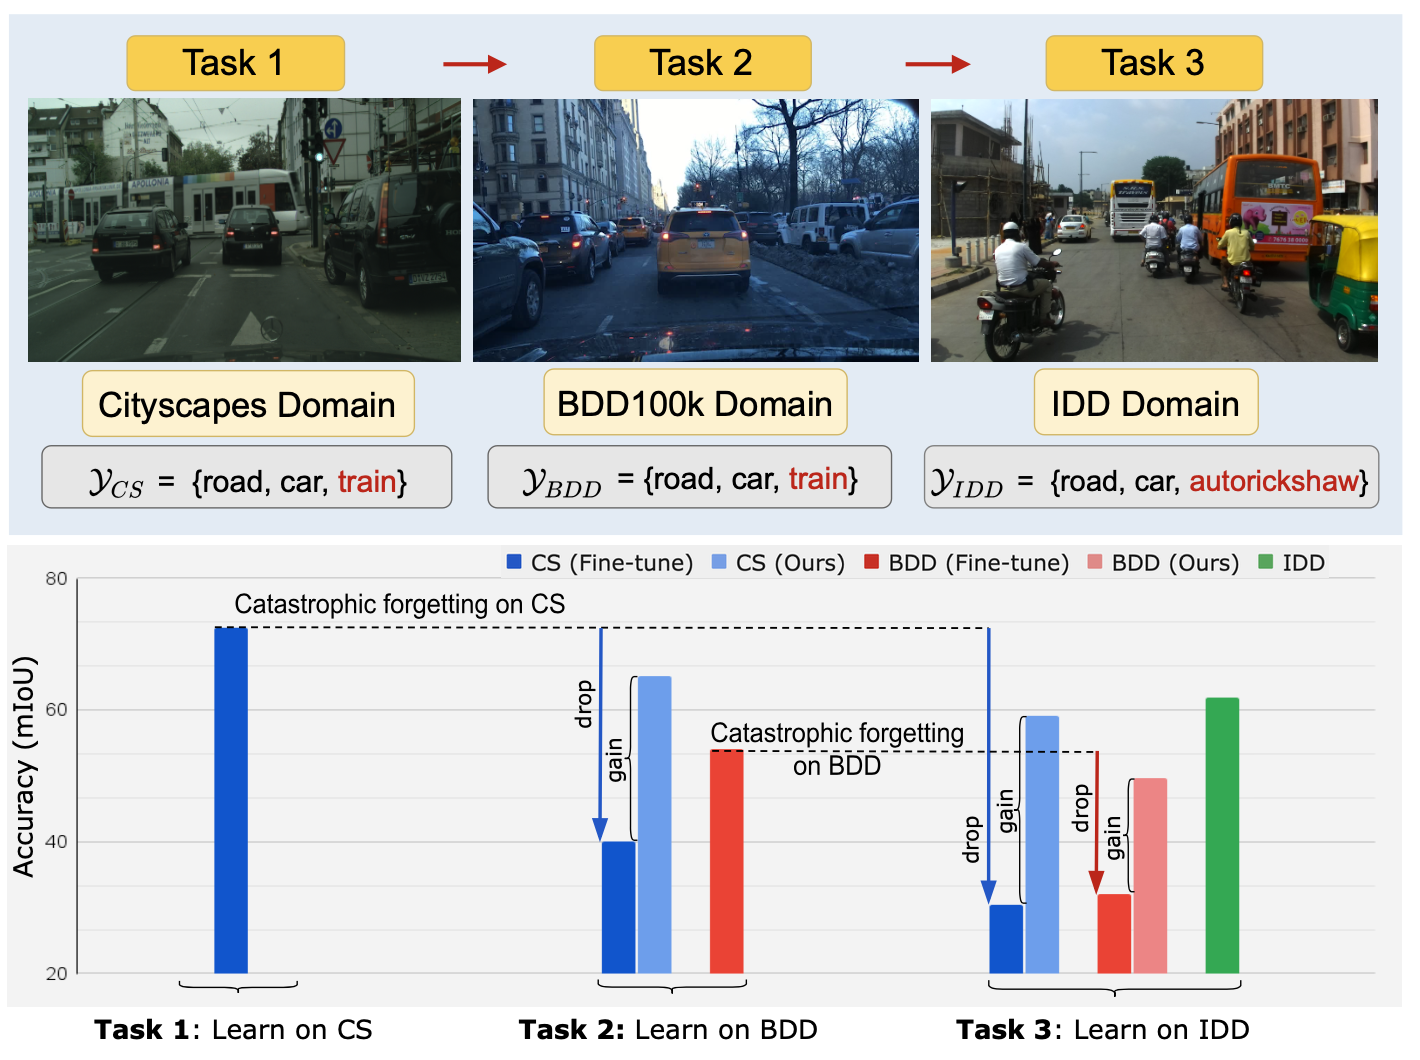 Task 1
Task 2
Task 3
APOLLONIA
Cityscapes Domain
BDD100k Domain
IDD Domain
𝒴CS = {road, car, train}
𝒴BDD = {road, car, train}
𝒴IDD = {road, car, autorickshaw}
CS (Fine-tune)
CS (Ours)
BDD (Fine-tune)
BDD (Ours)
IDD
Accuracy (mIoU)
80
60
40
20
Catastrophic forgetting on CS
drop
gain
Catastrophic forgetting
on BDD
drop
gain
drop
gain
Task 1: Learn on CS
Task 2: Learn on BDD
Task 3: Learn on IDD